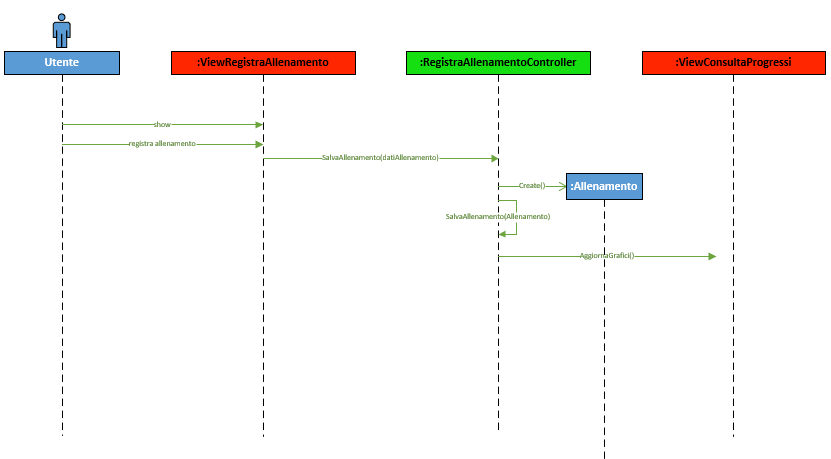 Utente
:ViewRegistraAllenamento
:RegistraAllenamentoController
:ViewConsultaProgressi
show
registra allenamento
SalvaAllenamento(datiAllenamento)
Create()
:Allenamento
SalvaAllenamento(Allenamento)
AggiornaGrafici()